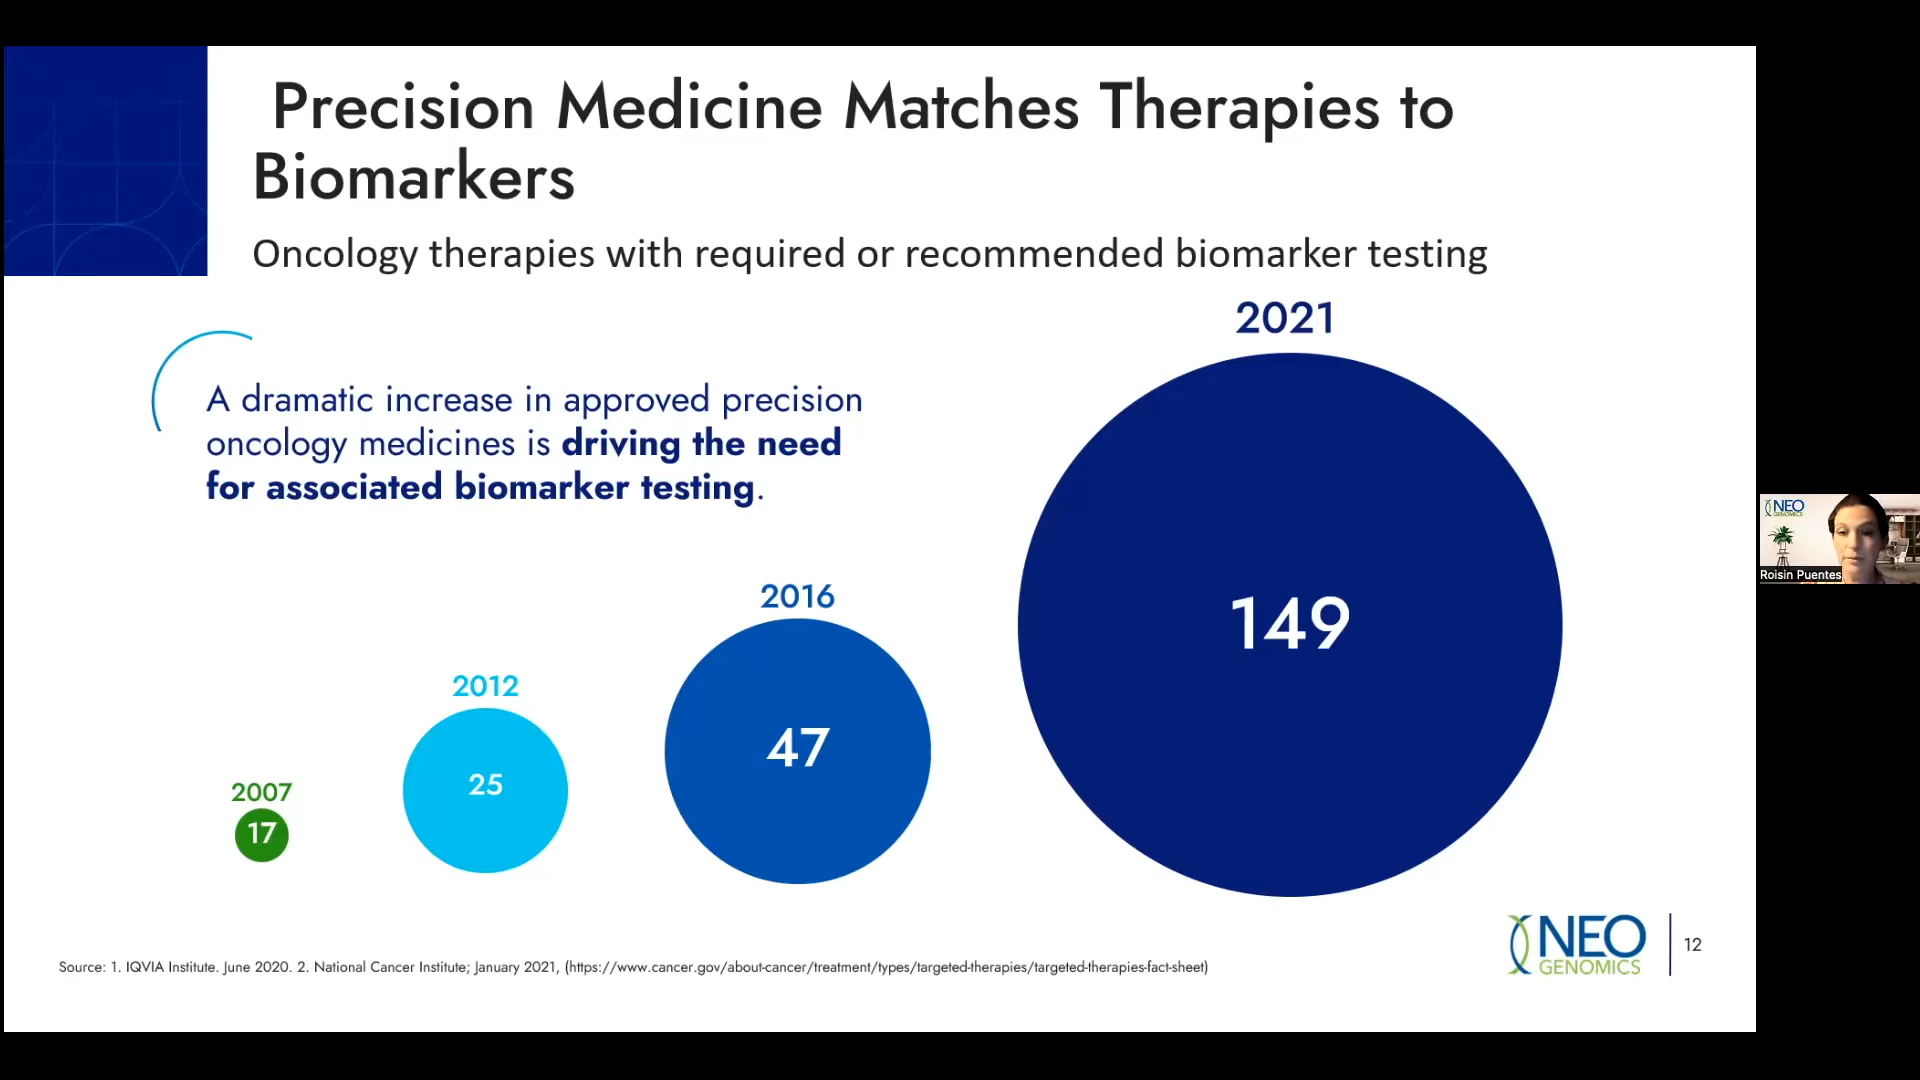 Precision Medicine Matches Therapies to
Biomarkers
Oncology therapies with required or recommended biomarker testing
A dramatic increase in approved precision
oncology medicines is driving the need
for associated biomarker testing.
2007
17
2012
25
2016
47
2021
149
Source: 1. IQVIA Institute. June 2020. 2. National Cancer Institute; January 2021, (https://www.cancer.gov/about-cancer/treatment/types/targeted-therapies/targeted-therapies-fact-sheet)
NEO
GENOMICS
12
NEO
GENOMICS
Roisin Puentes